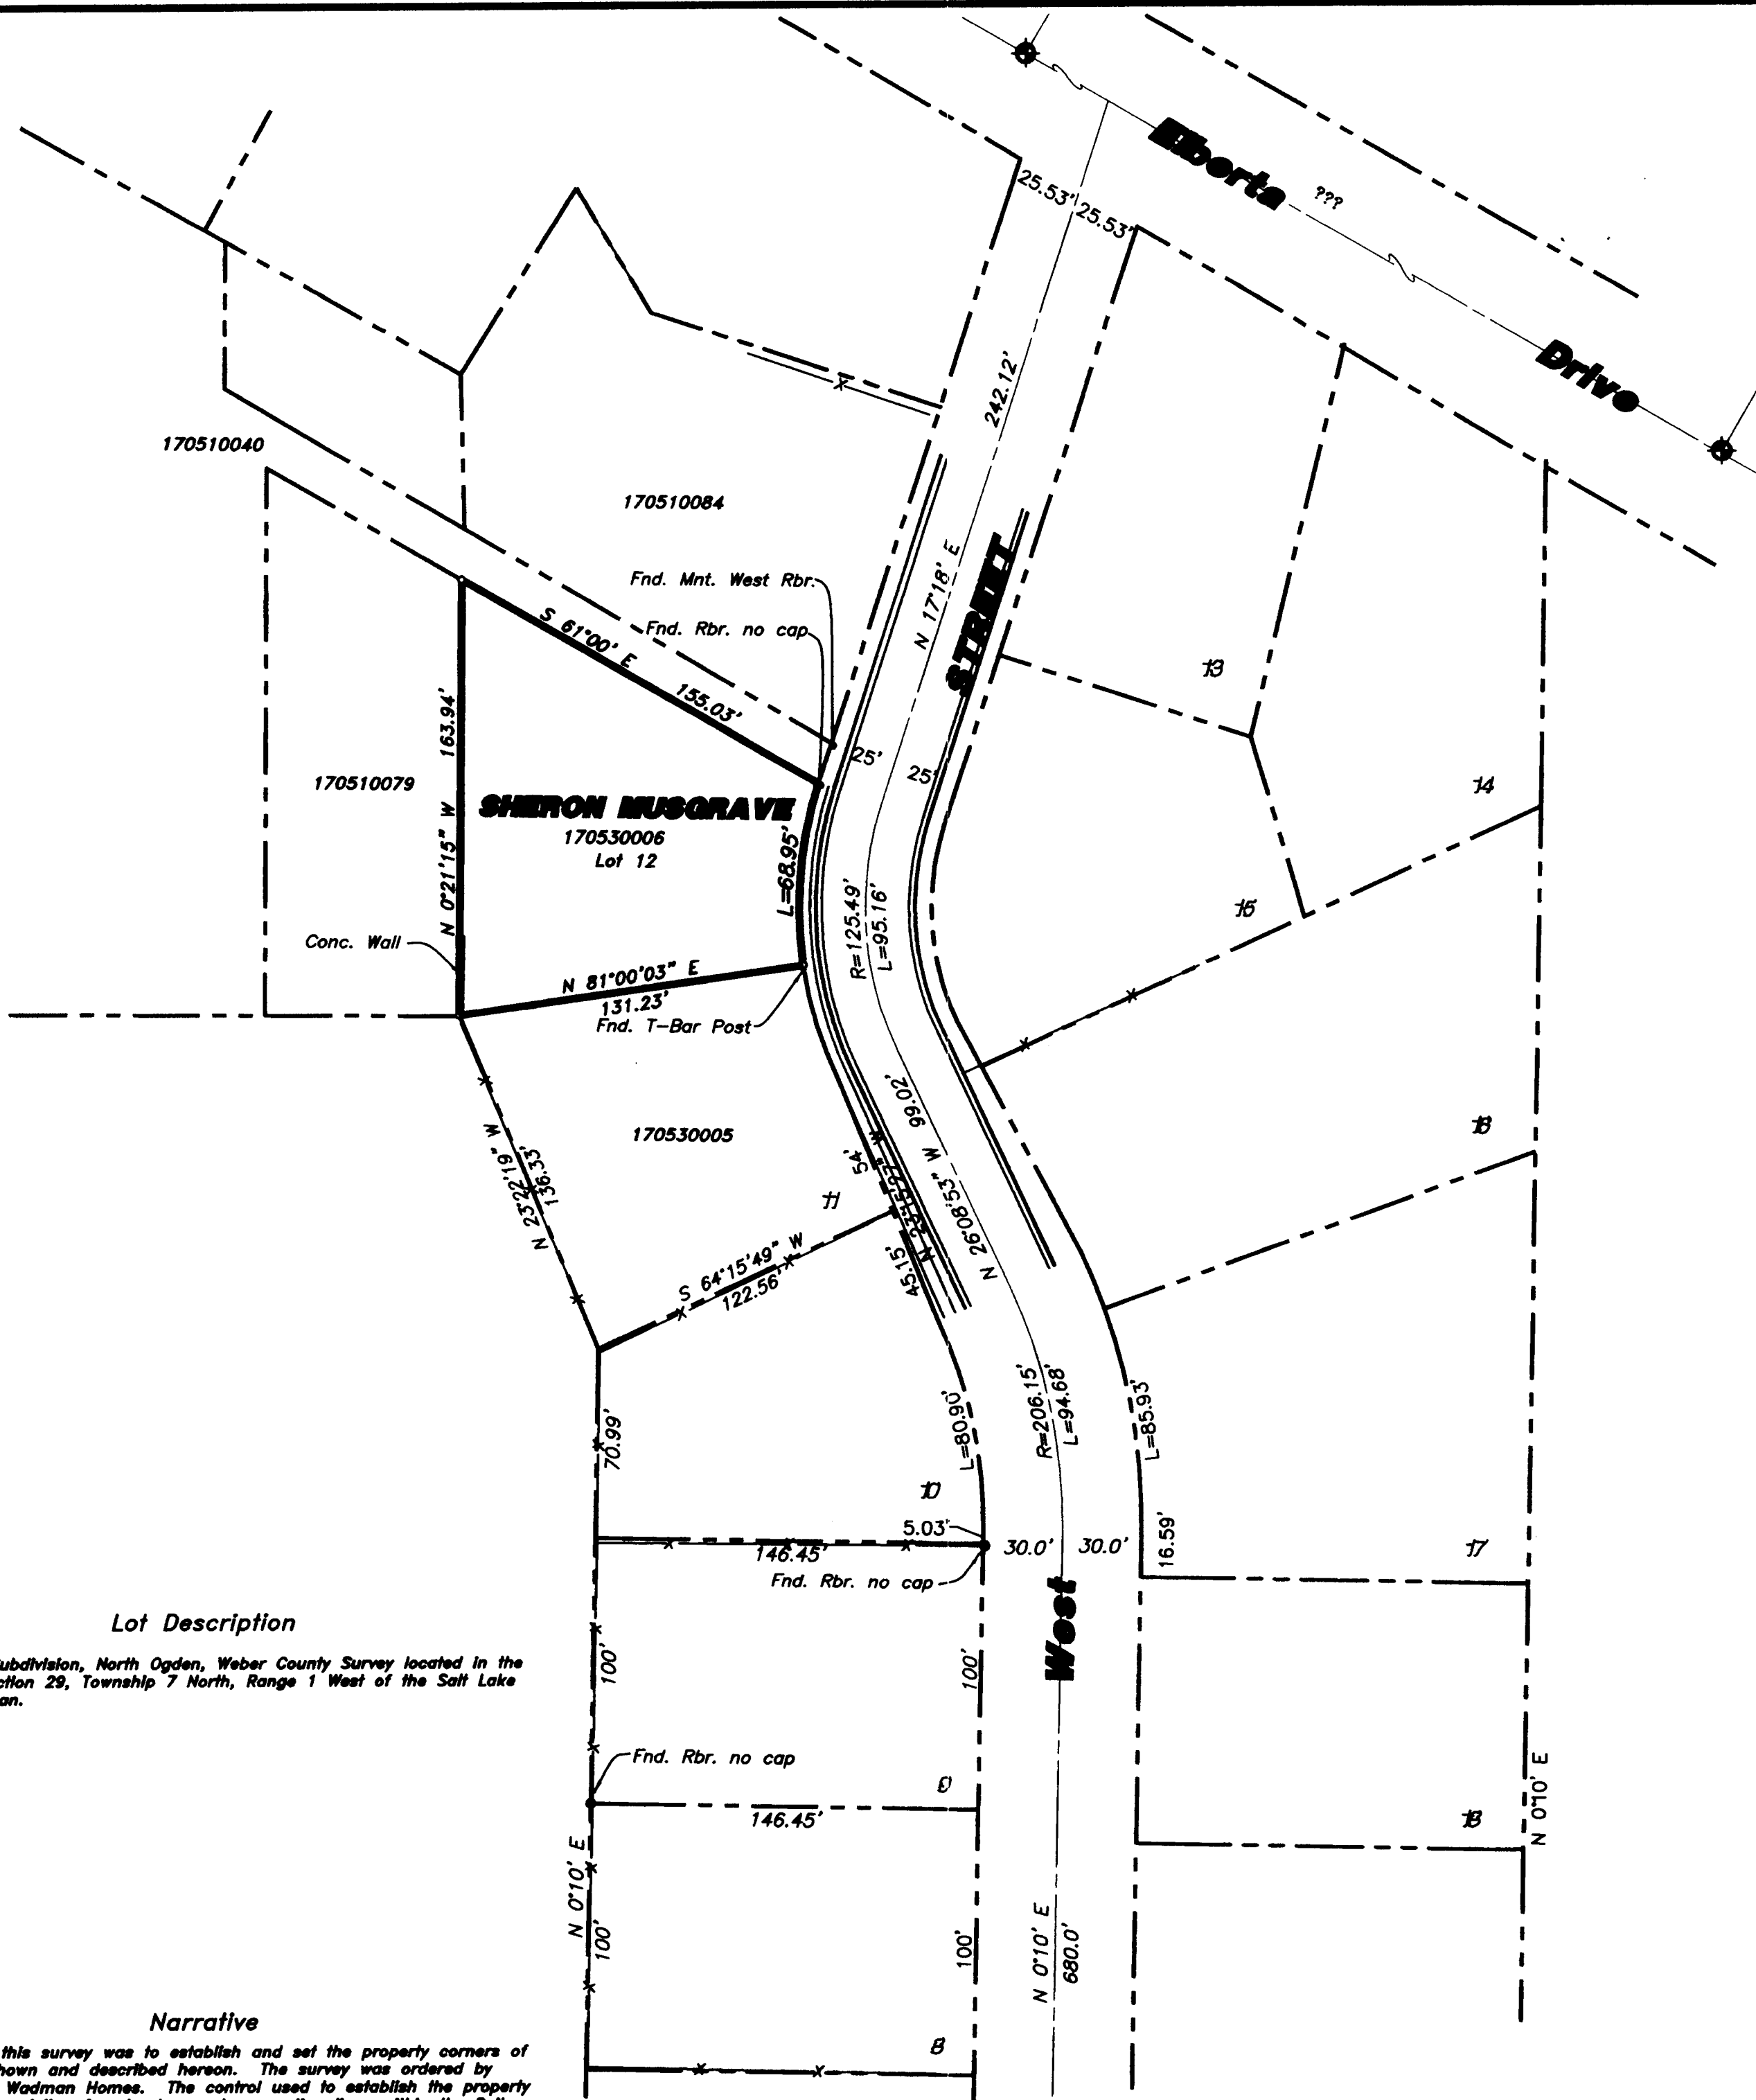 Elberta
???
Drive
25.53'
25.53'
242.12'
N 17°18' E
STREET
170510040
170510084
Fnd. Mnt. West Rbr.
Fnd. Rbr. no cap
S 61°00' E
155.03'
13
25'
25'
163.94'
N 0°21'15" W
170510079
SHERON MUSGRAVE
170530006
Lot 12
L=68.95'
14
R=125.49'
L=95.16'
15
Conc. Wall
N 81°00'03" E
131.23'
Fnd. T-Bar Post
170530005
16
N 23°22'19" W
136.33'
54'
N 23°15'27" W
N 26°08'53" W 99.02'
11
45.15'
S 64°15'49" W
122.56'
70.99'
L=80.90'
R=206.15'
L=94.68'
L=85.93'
10
5.03'
146.45'
30.0'
30.0'
16.59'
17
Fnd. Rbr. no cap
West
Lot Description
ubdivision, North Ogden, Weber County Survey located in the
ction 29, Township 7 North, Range 1 West of the Salt Lake
an.
100'
100'
Fnd. Rbr. no cap
9
146.45'
18
N 0°10' E
N 0°10' E
100'
100'
N 0°10' E
680.0'
Narrative
this survey was to establish and set the property corners of
hown and described hereon. The survey was ordered by
Wadman Homes. The control used to establish the property
8